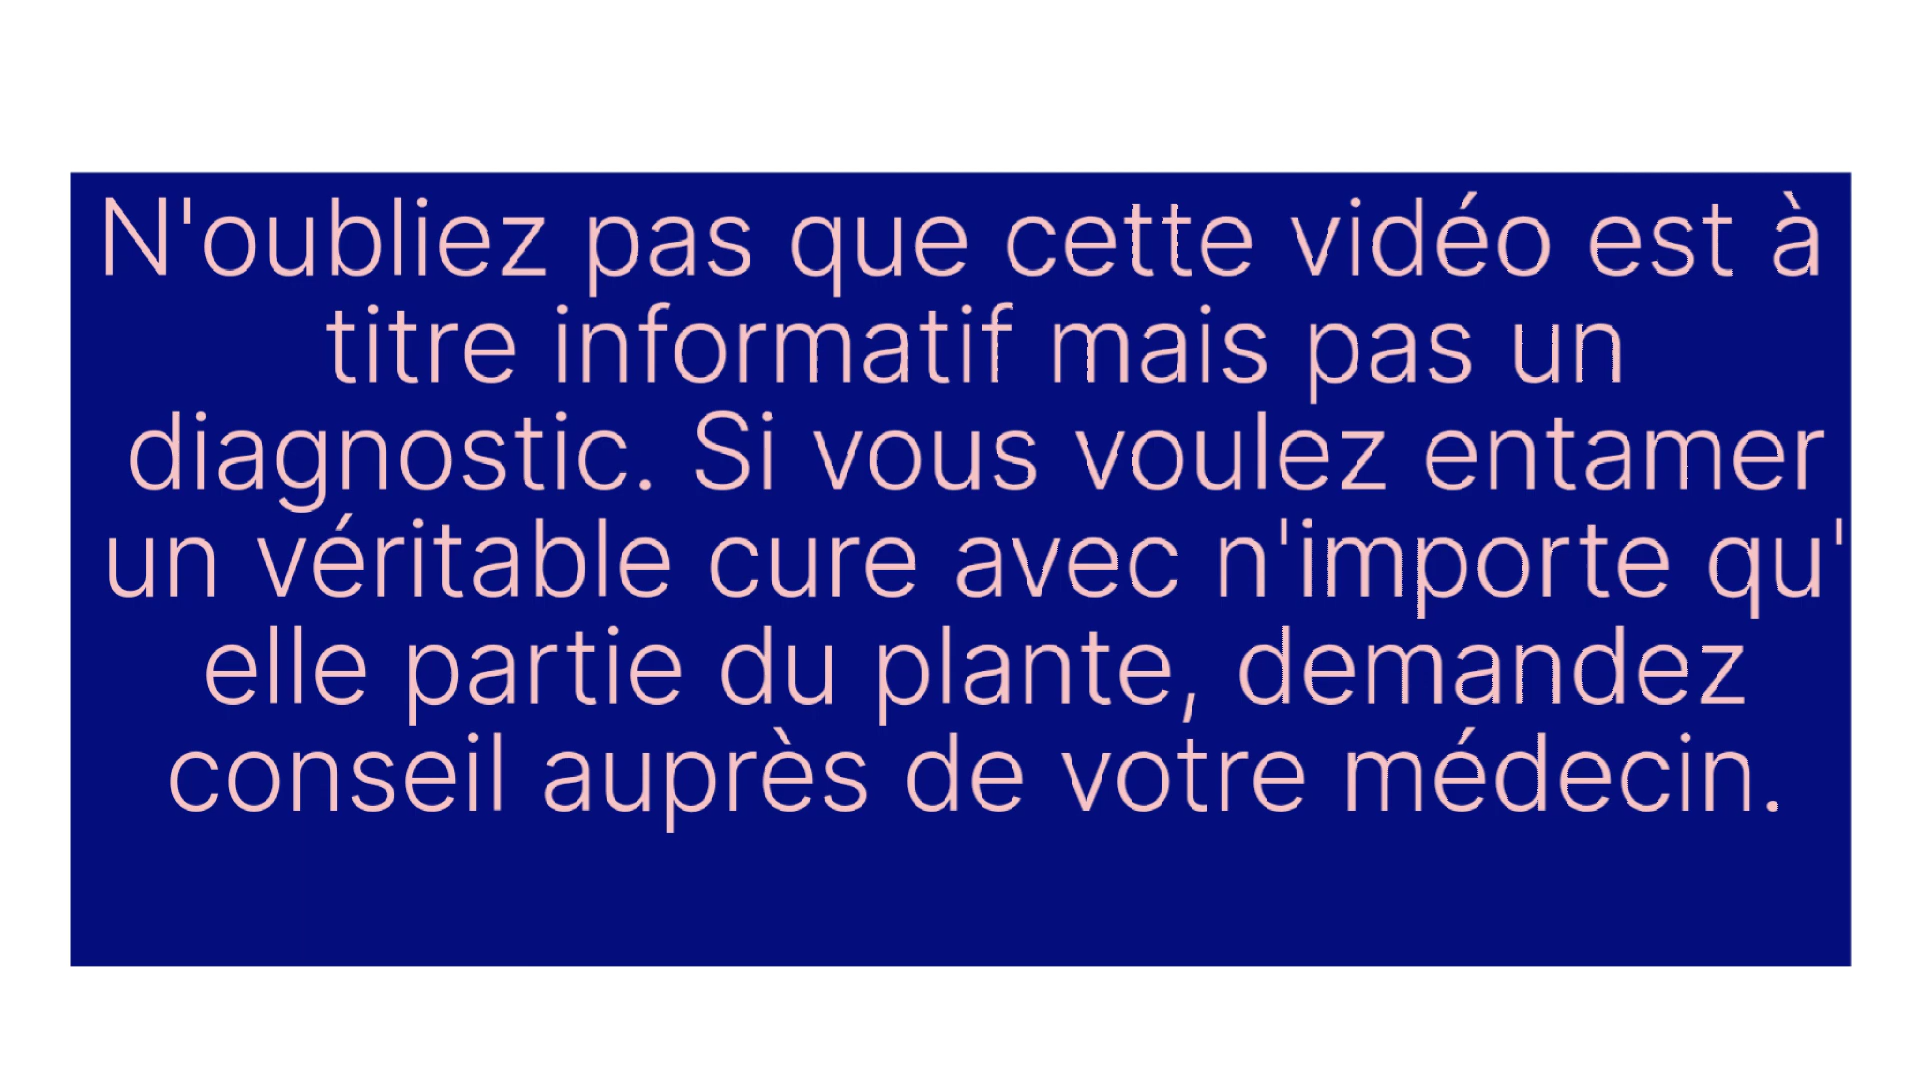 N'oubliez pas que cette vidéo est à
titre informatif mais pas un
diagnostic. Si vous voulez entamer
un véritable cure avec n'importe qu'
elle partie du plante, demandez
conseil auprès de votre médecin.